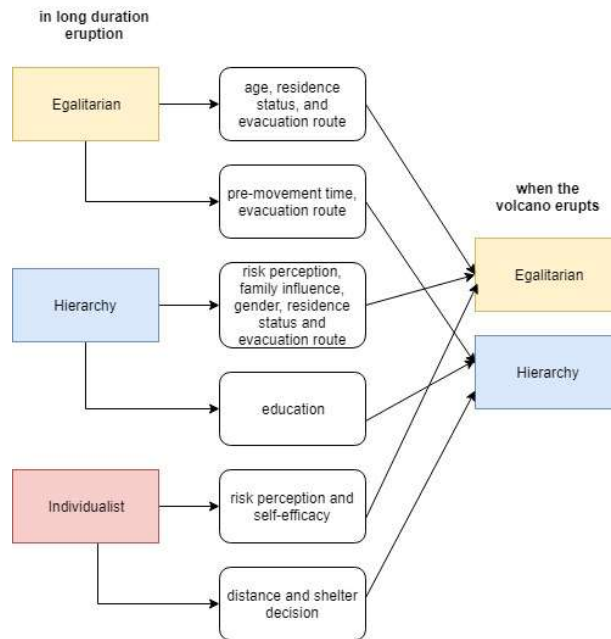 in long duration
eruption
Egalitarian
age, residence
status, and
evacuation route
pre-movement time,
evacuation route
when the
volcano erupts
Egalitarian
Hierarchy
risk perception,
family influence,
gender, residence
status and
evacuation route
Hierarchy
education
Individualist
risk perception and
self-efficacy
distance and shelter
decision